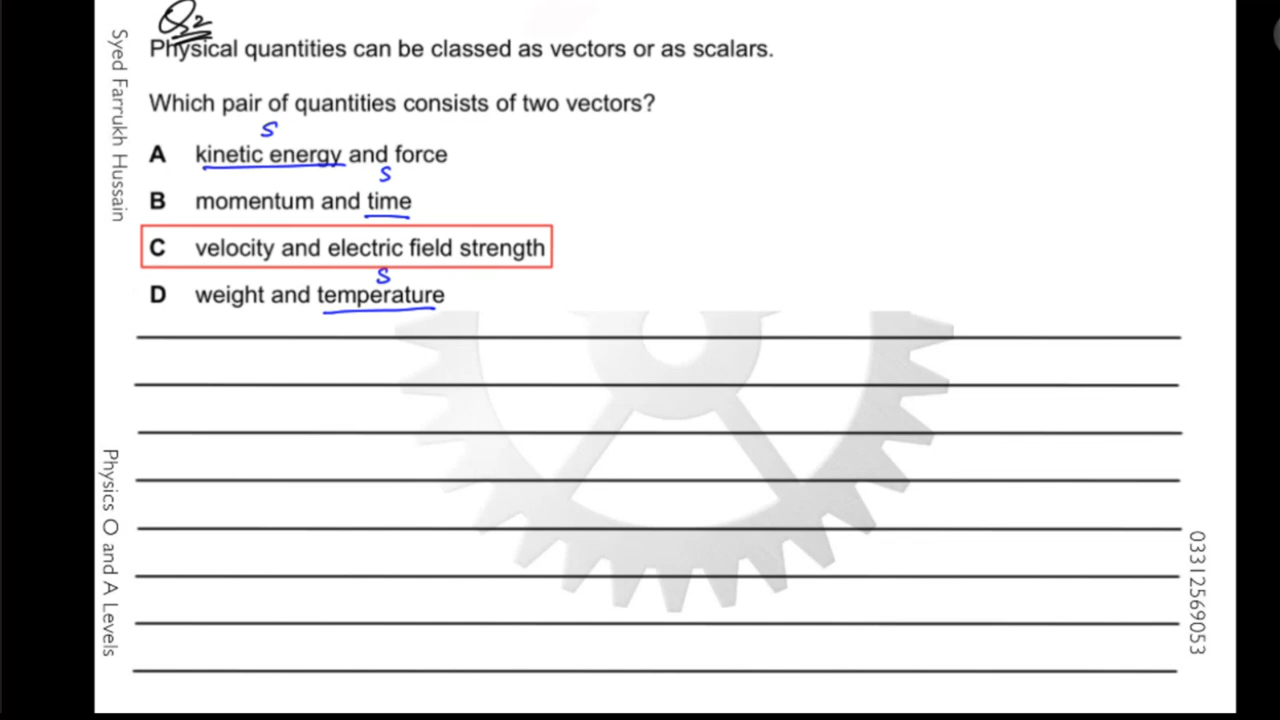 Q2
Physical quantities can be classed as vectors or as scalars.
Which pair of quantities consists of two vectors?
S
A kinetic energy and force
S
B momentum and time
C velocity and electric field strength
S
D weight and temperature
Syed Farrukh Hussain
Physics O and A Levels
03312569053